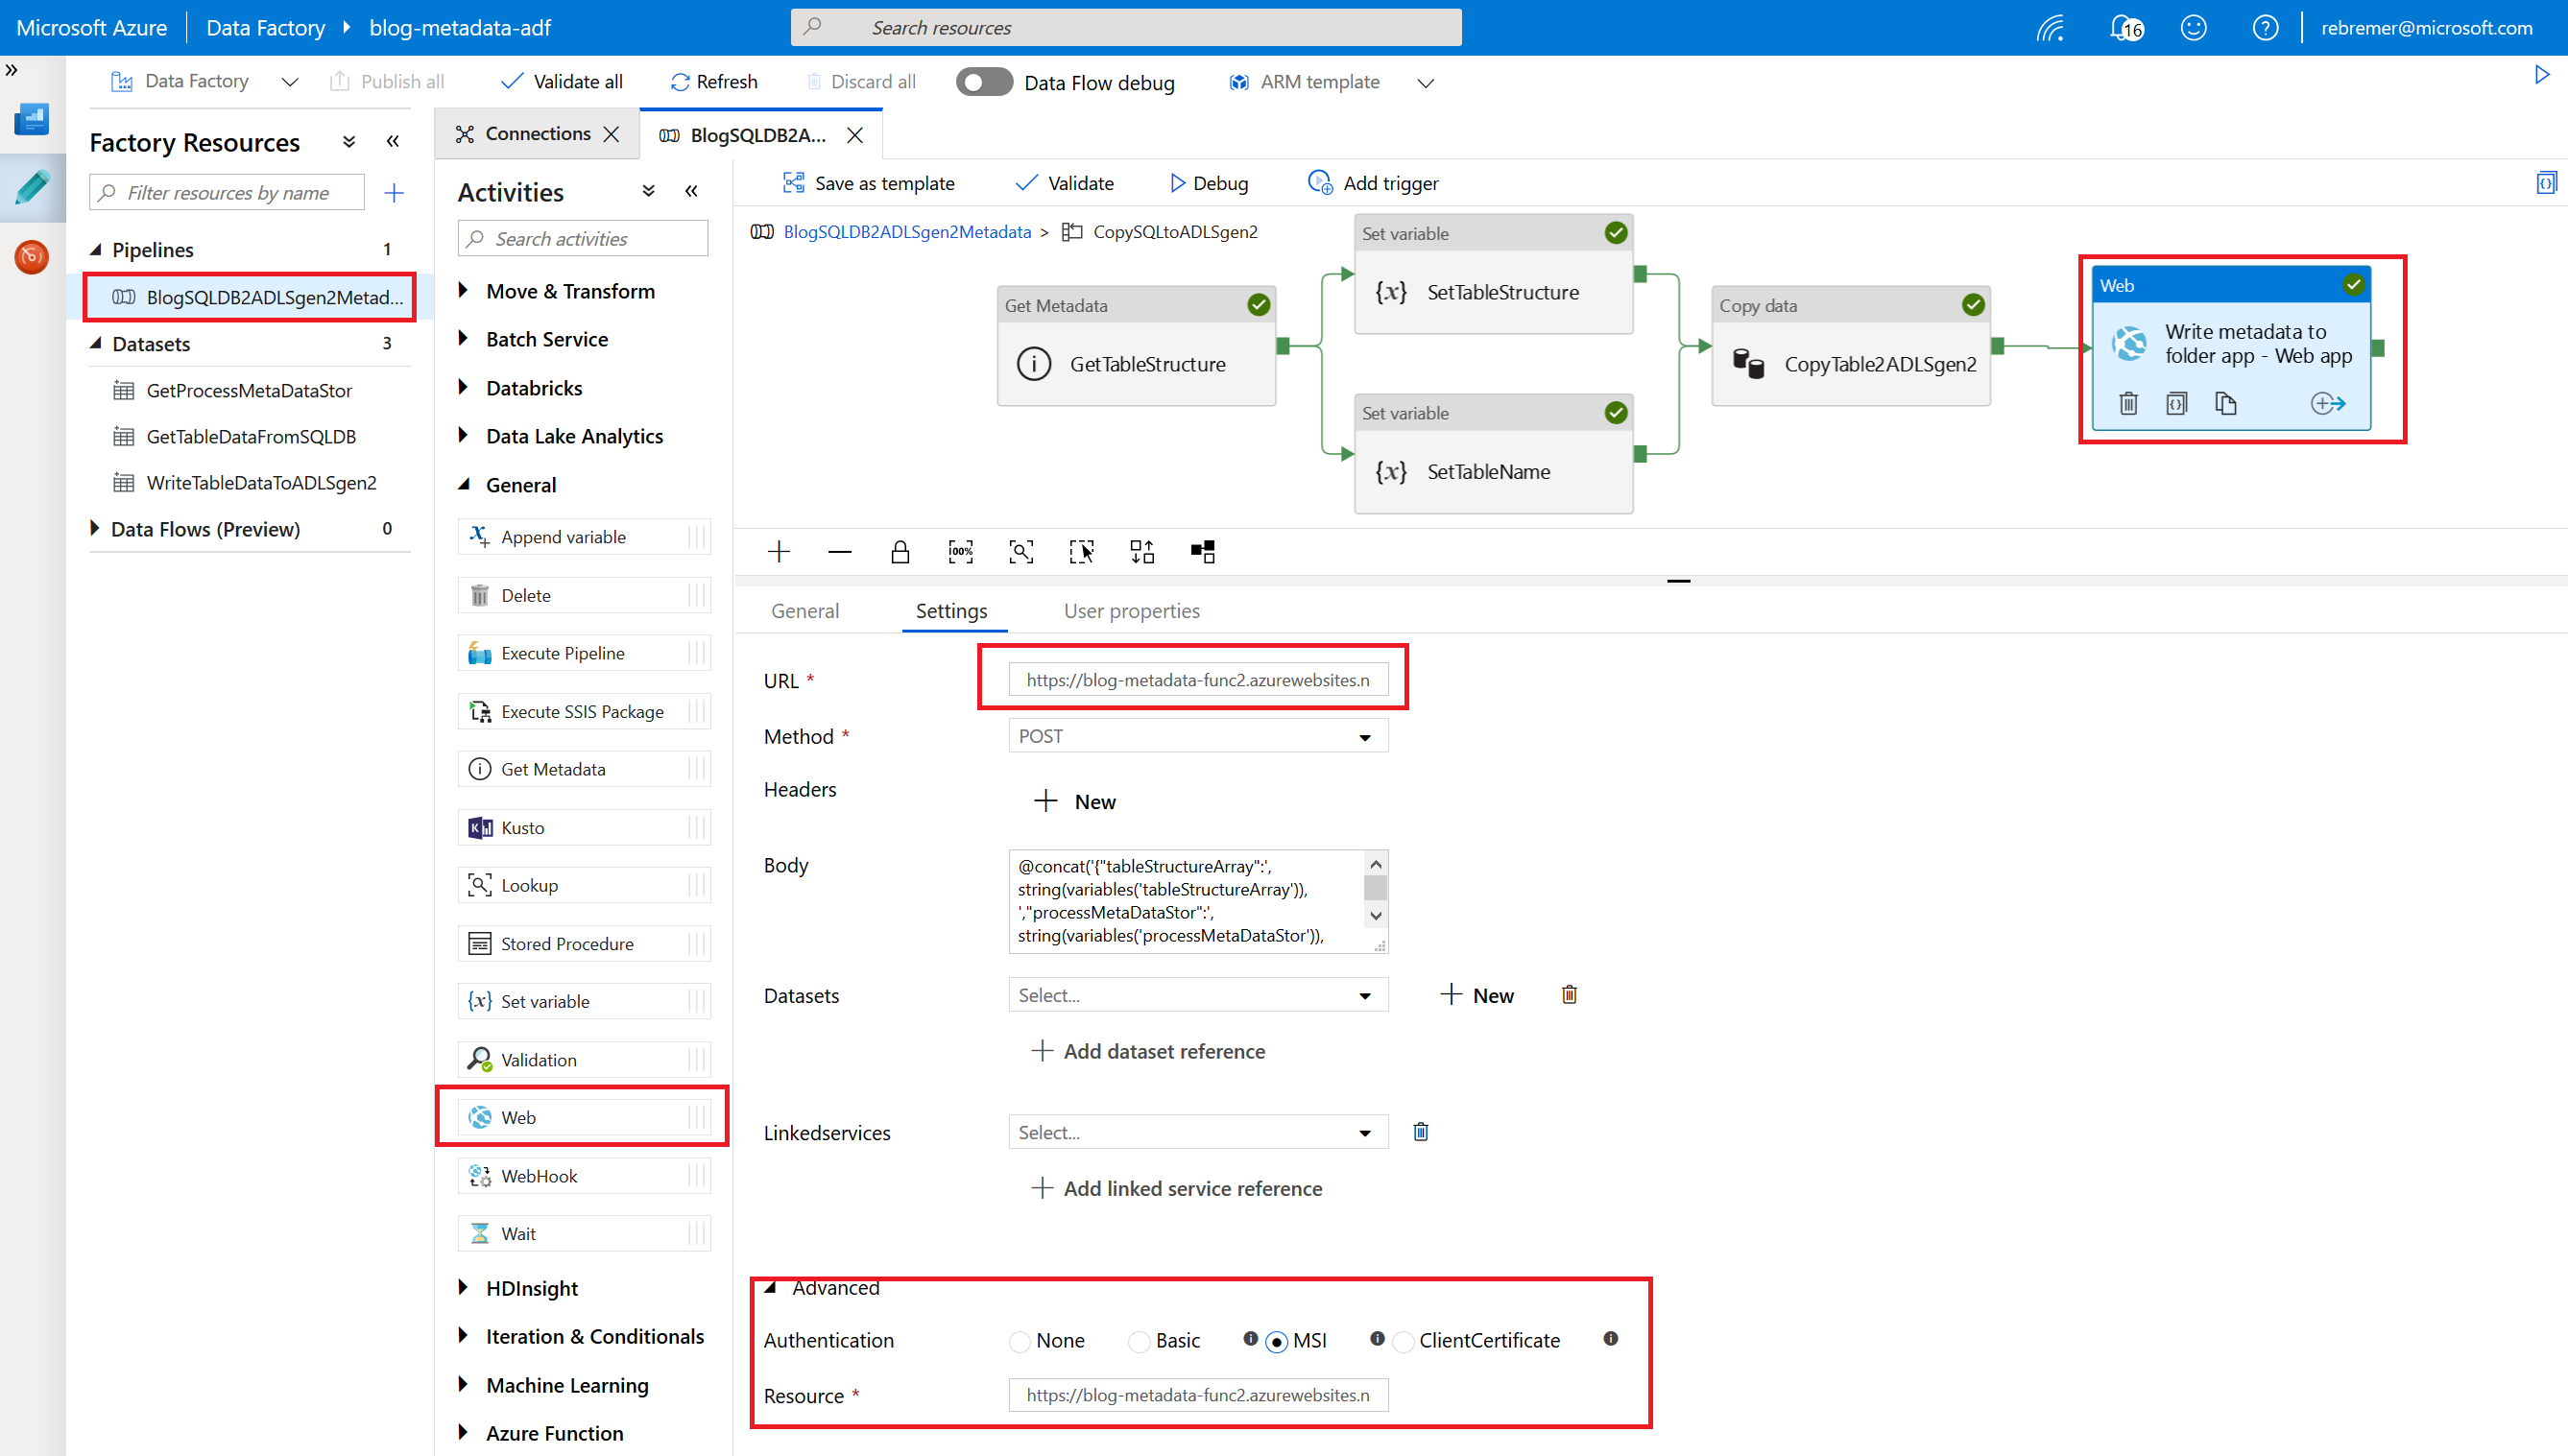 Microsoft Azure
Data Factory
blog-metadata-adf
Search resources
16
rebremer@microsoft.com
Data Factory
Publish all
Validate all
Refresh
Discard all
Data Flow debug
ARM template
Factory Resources
Filter resources by name
Pipelines 1
BlogSQLDB2ADLSgen2Metad...
Datasets 3
GetProcessMetaDataStor
GetTableDataFromSQLDB
WriteTableDataToADLSgen2
Data Flows (Preview) 0
Connections
BlogSQLDB2A...
Activities
Search activities
Move & Transform
Batch Service
Databricks
Data Lake Analytics
General
Append variable
Delete
Execute Pipeline
Execute SSIS Package
Get Metadata
Kusto
Lookup
Stored Procedure
Set variable
Validation
Web
WebHook
Wait
HDInsight
Iteration & Conditionals
Machine Learning
Azure Function
Save as template
Validate
Debug
Add trigger
BlogSQLDB2ADLSgen2Metadata > CopySQLtoADLSgen2
Get Metadata
GetTableStructure
Set variable
{x} SetTableStructure
Set variable
{x} SetTableName
Copy data
CopyTable2ADLSgen2
Web
Write metadata to
folder app - Web app
100%
General
Settings
User properties
URL *
https://blog-metadata-func2.azurewebsites.n
Method *
POST
Headers
New
Body
@concat('{"tableStructureArray":',
string(variables('tableStructureArray')),
',"processMetaDataStor":',
string(variables('processMetaDataStor')),
Datasets
Select...
New
Add dataset reference
Linkedservices
Select...
Add linked service reference
Advanced
Authentication
None
Basic
MSI
ClientCertificate
Resource *
https://blog-metadata-func2.azurewebsites.n